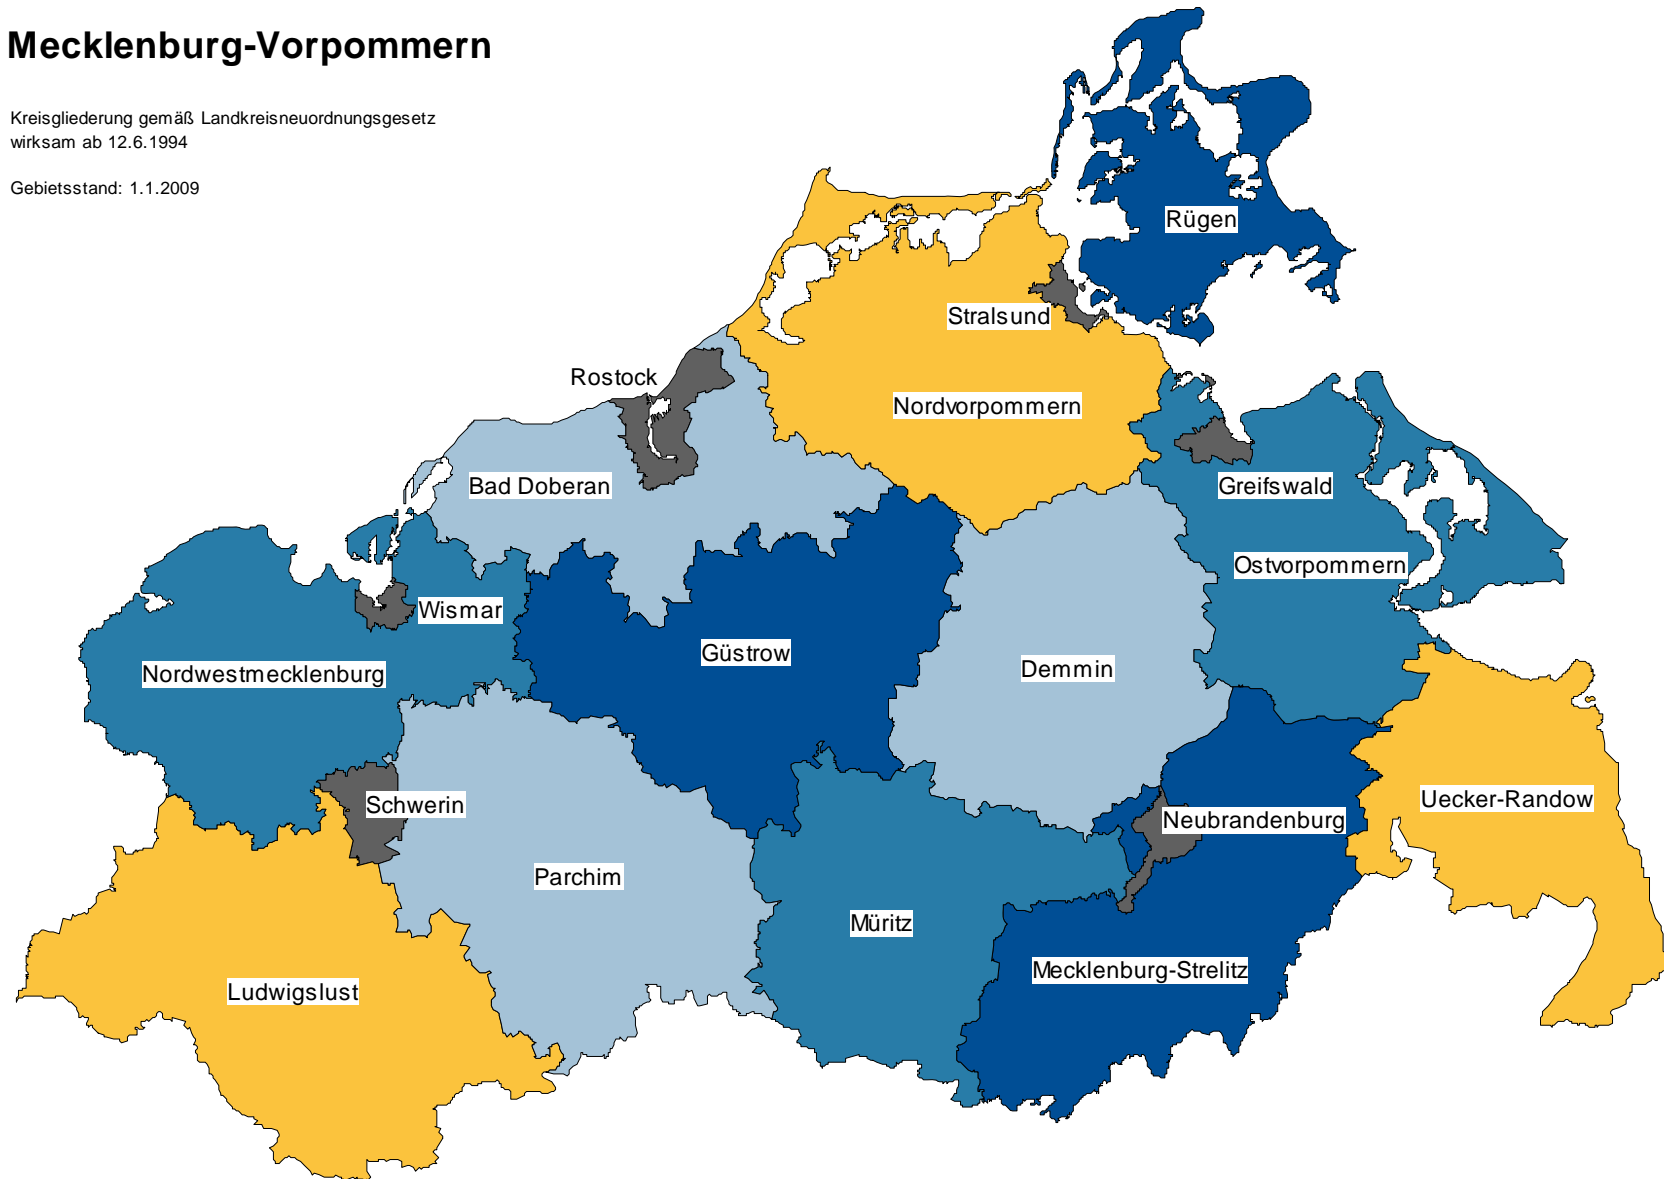 Mecklenburg-Vorpommern
Kreisgliederung gemäß Landkreisneuordnungsgesetz
wirksam ab 12.6.1994
Gebietsstand: 1.1.2009
Rügen
Stralsund
Rostock
Nordvorpommern
Bad Doberan
Greifswald
Ostvorpommern
Wismar
Güstrow
Demmin
Nordwestmecklenburg
Schwerin
Uecker-Randow
Neubrandenburg
Parchim
Müritz
Mecklenburg-Strelitz
Ludwigslust